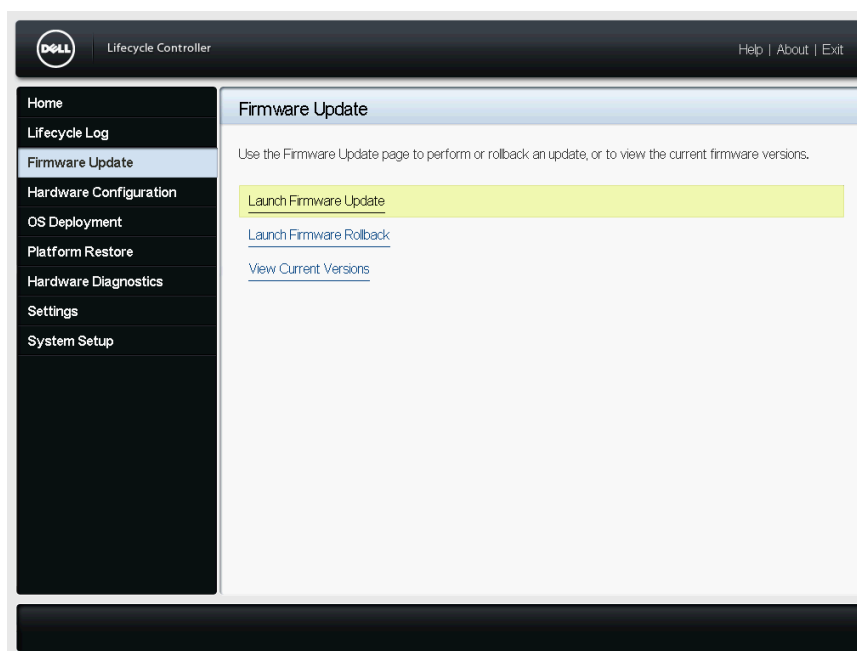 DELL
Lifecycle Controller
Help | About | Exit
Home
Lifecycle Log
Firmware Update
Hardware Configuration
OS Deployment
Platform Restore
Hardware Diagnostics
Settings
System Setup
Firmware Update
Use the Firmware Update page to perform or rollback an update, or to view the current firmware versions.
Launch Firmware Update
Launch Firmware Rollback
View Current Versions